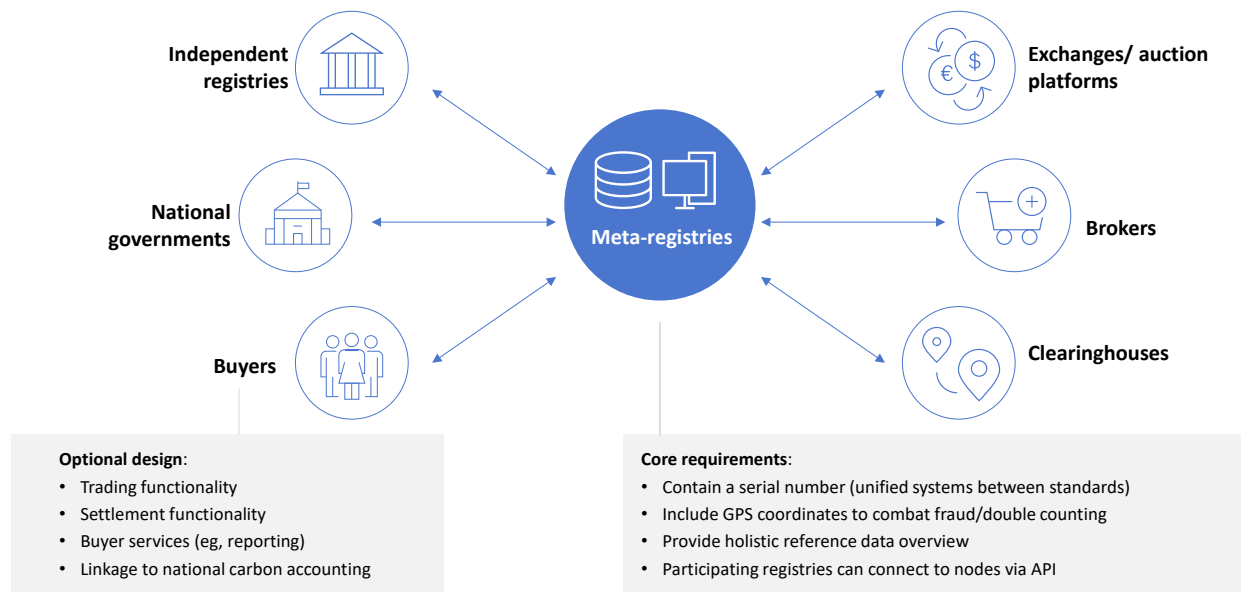 Independent
registries
Exchanges/ auction
platforms
€
$
National
governments
Meta-registries
Brokers
Buyers
Clearinghouses
Optional design:
• Trading functionality
• Settlement functionality
• Buyer services (eg, reporting)
• Linkage to national carbon accounting
Core requirements:
• Contain a serial number (unified systems between standards)
• Include GPS coordinates to combat fraud/double counting
• Provide holistic reference data overview
• Participating registries can connect to nodes via API